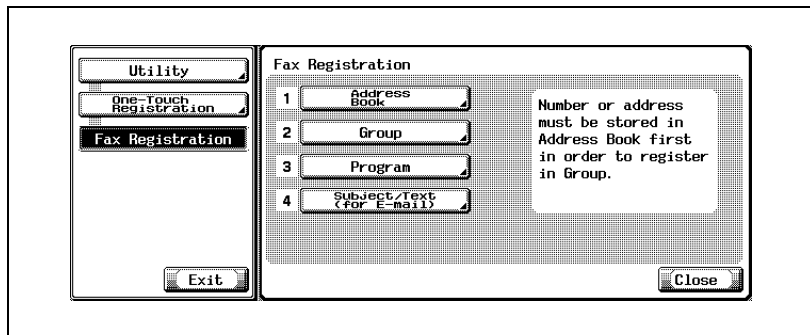 Utility
One-Touch
Registration
Fax Registration
Exit
Fax Registration
1 Address
Book
2 Group
3 Program
4 Subject/Text
(for E-mail)
Number or address
must be stored in
Address Book first
in order to register
in Group.
Close